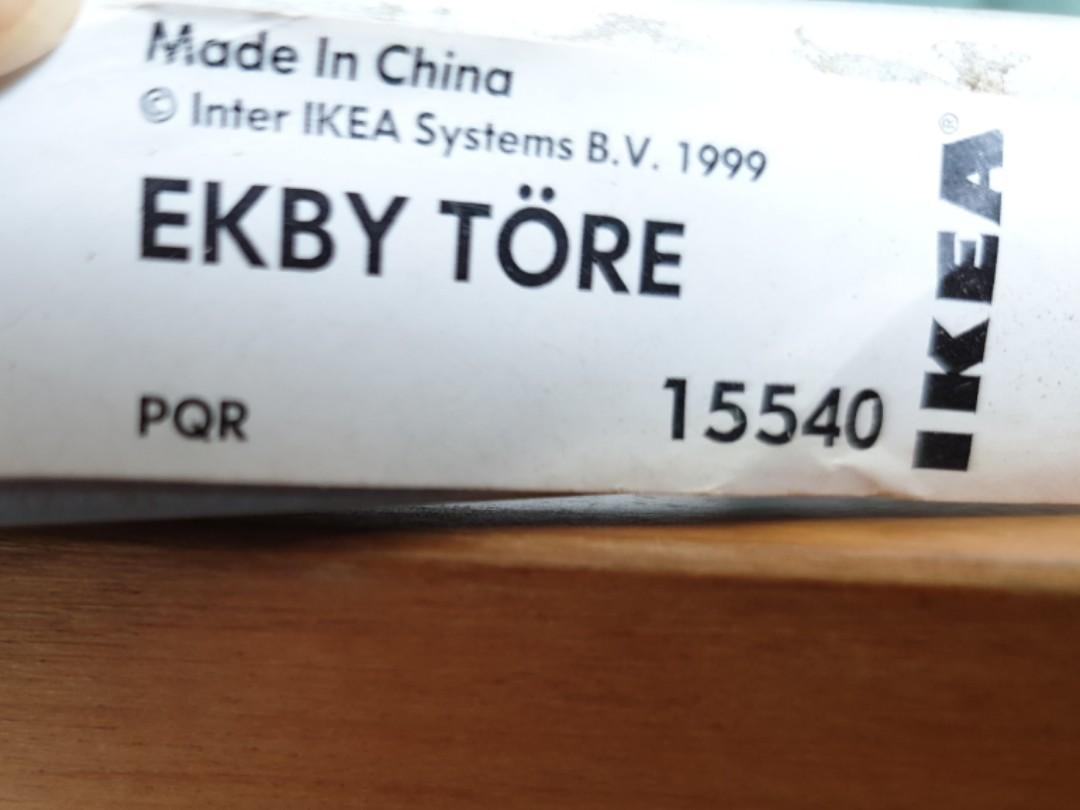 Made In China
© Inter IKEA Systems B.V. 1999
EKBY TÖRE
PQR
15540
IKEA®